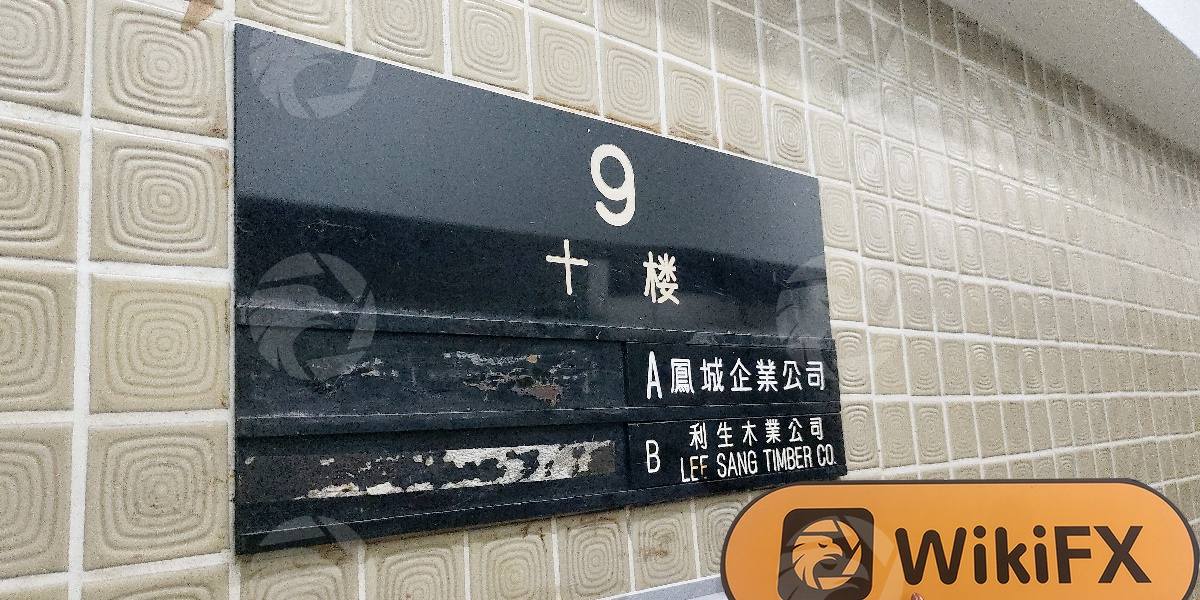 9
十楼
A 鳳城企業公司
B 利生木業公司
LEE SANG TIMBER CO.
WikiFX